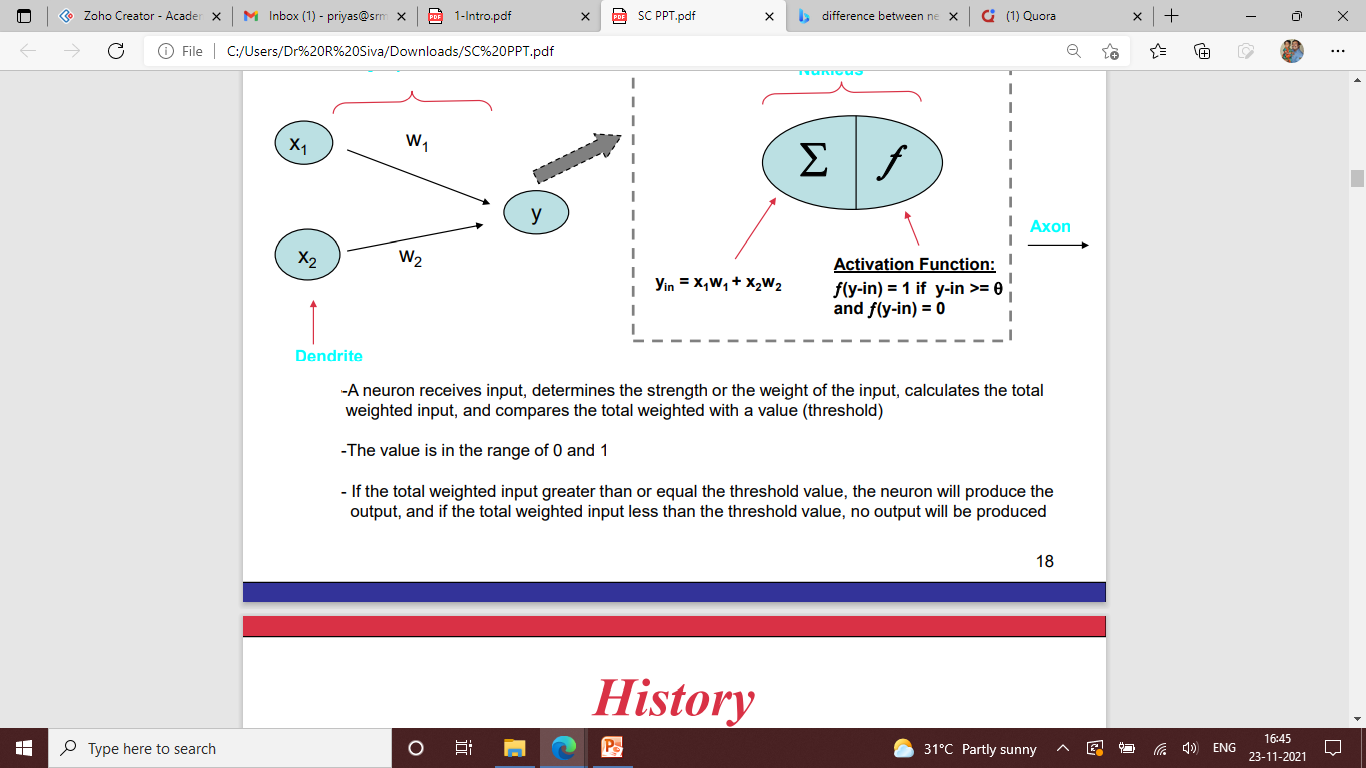 Zoho Creator - Acader
Inbox (1) - priyas@srm
1-Intro.pdf
SC PPT.pdf
difference between ne
(1) Quora
File
C:/Users/Dr%20R%20Siva/Downloads/SC%20PPT.pdf
Nukleus
x1
w1
Σ f
y
x2
w2
Axon
yin = x1w1 + x2w2
Activation Function:
f(y-in) = 1 if y-in >= θ
and f(y-in) = 0
Dendrite
-A neuron receives input, determines the strength or the weight of the input, calculates the total
weighted input, and compares the total weighted with a value (threshold)
-The value is in the range of 0 and 1
- If the total weighted input greater than or equal the threshold value, the neuron will produce the
output, and if the total weighted input less than the threshold value, no output will be produced
18
History
Type here to search
31°C Partly sunny
ENG
16:45
23-11-2021